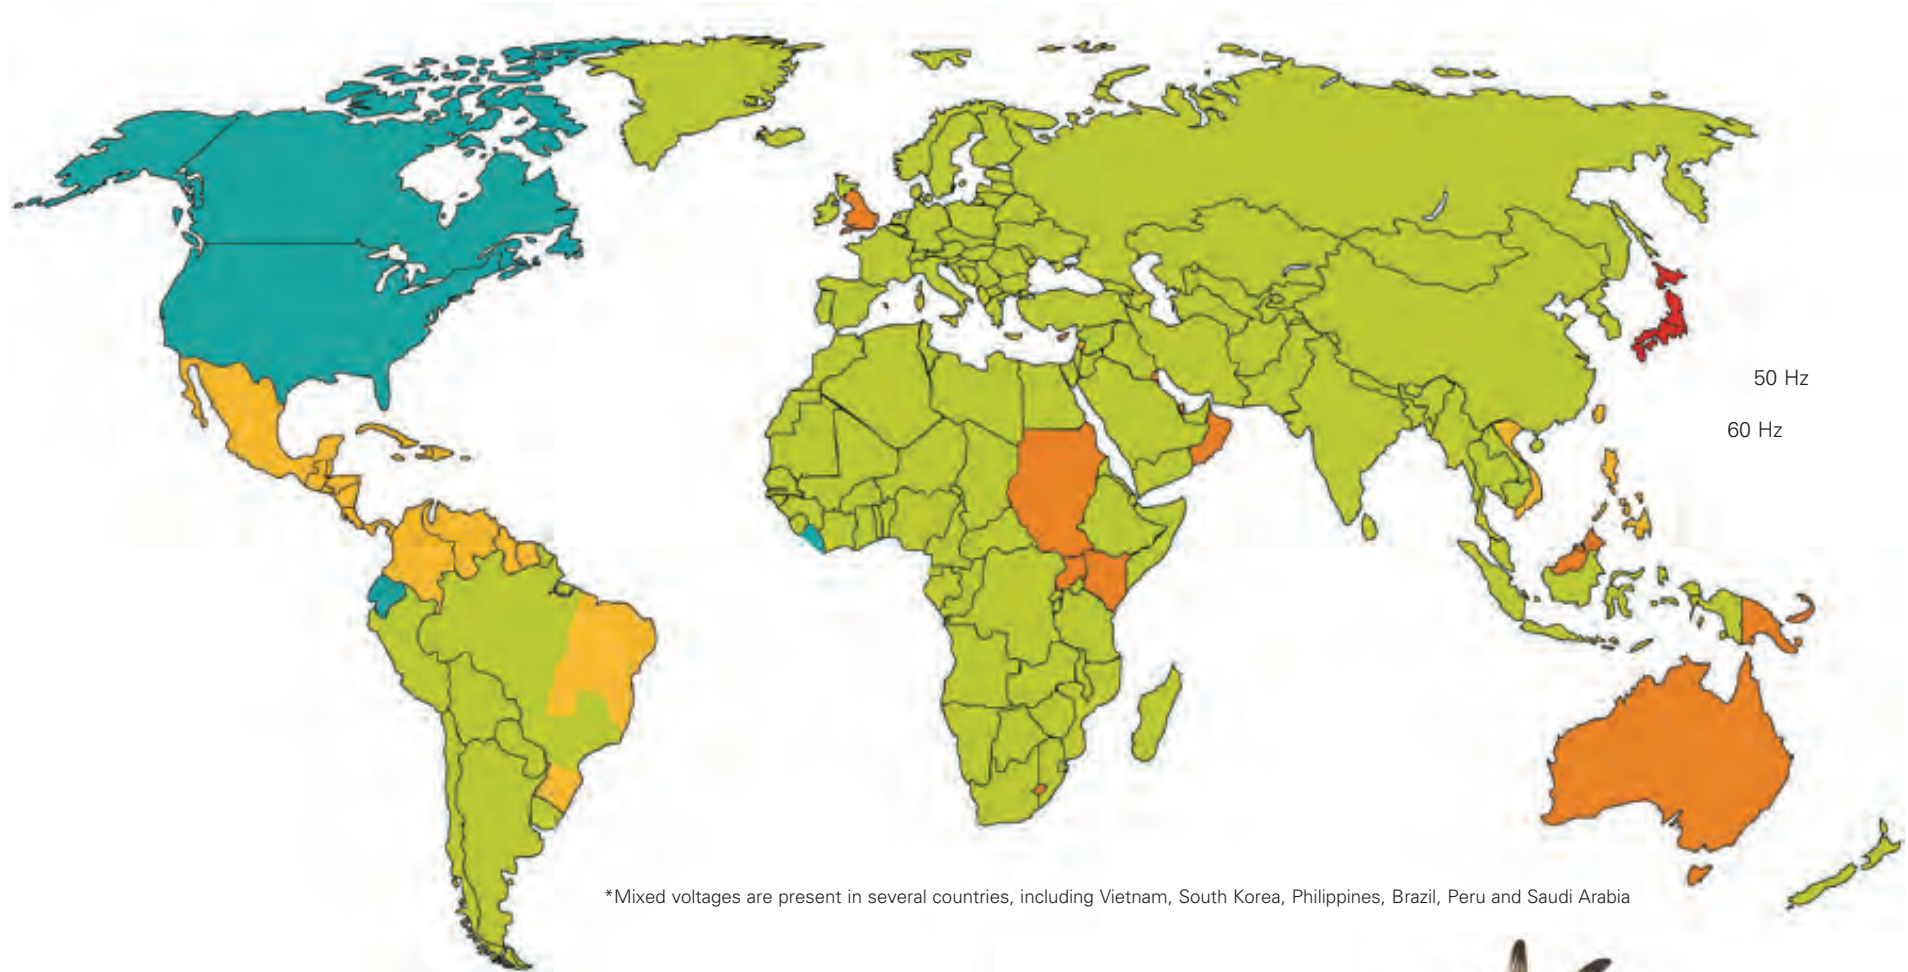 50 Hz
60 Hz
*Mixed voltages are present in several countries, including Vietnam, South Korea, Philippines, Brazil, Peru and Saudi Arabia